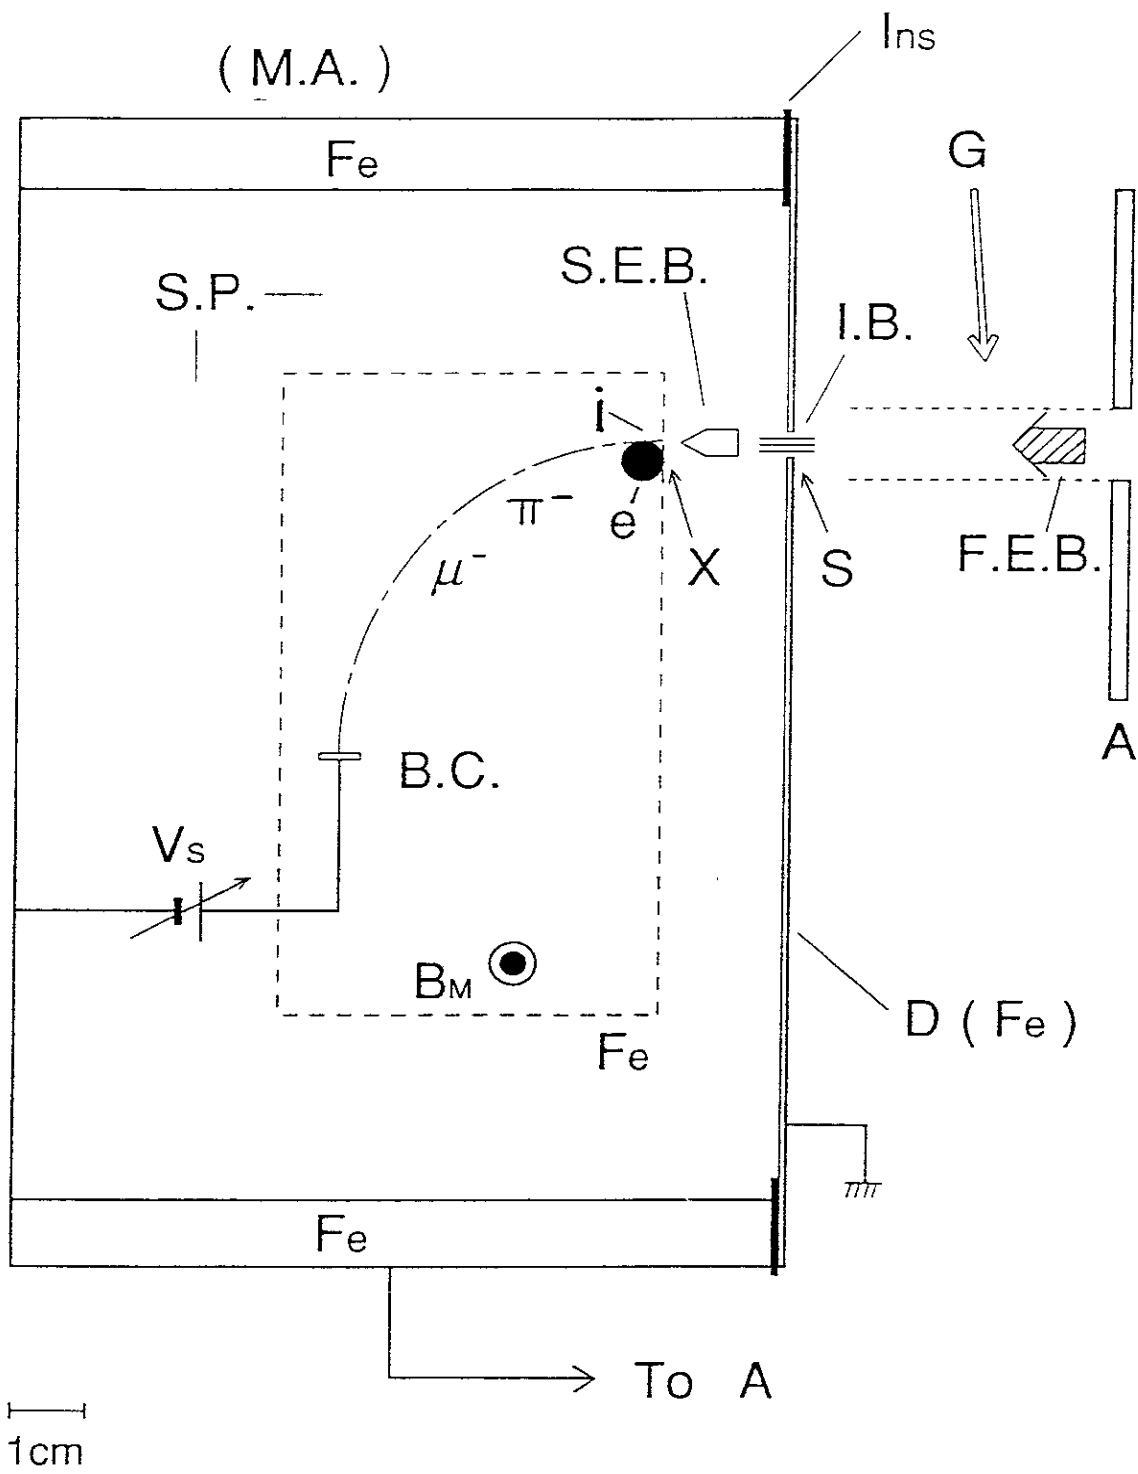 Ins
( M.A. )
Fe
G
S.P.
S.E.B.
I.B.
i
π⁻
e
μ⁻
X
S
F.E.B.
A
B.C.
Vs
BM
D ( Fe )
Fe
Fe
To A
1cm